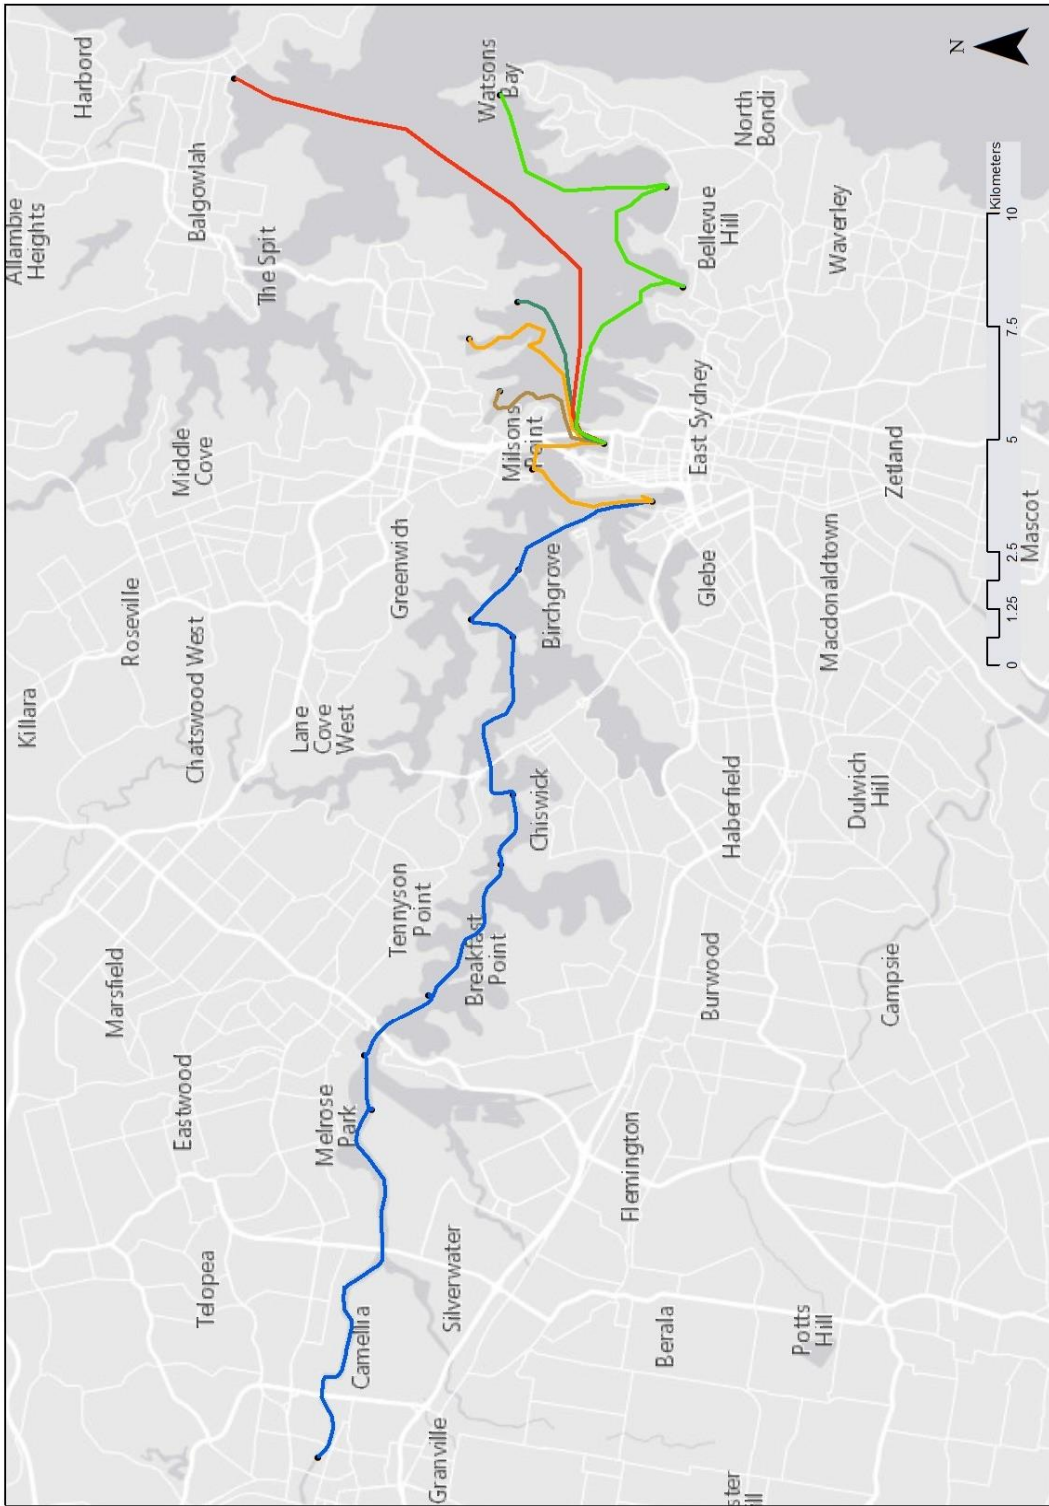 Killara
Roseville
Chatswood West
Middle
Cove
Allambie
Heights
Harbord
Balgowlah
The Spit
Marsfield
Eastwood
Telopea
Lane
Cove
West
Greenwich
Melrose
Park
Tennyson
Point
Camellia
Granville
Silverwater
Breakfast
Point
Chiswick
Birchgrove
Milsons
Point
Watsons
Bay
Flemington
Berala
Burwood
Haberfield
Glebe
East Sydney
Bellevue
Hill
North
Bondi
Potts
Hill
Campsie
Dulwich
Hill
Macdonaldtown
Zetland
Waverley
Mascot
N
0 1.25 2.5 5 7.5 10
Kilometers